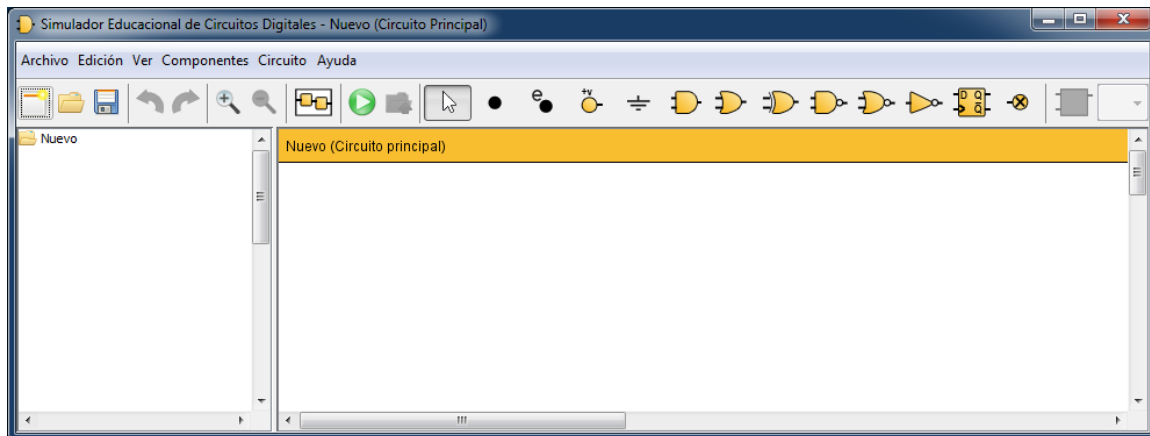 Simulador Educacional de Circuitos Digitales - Nuevo (Circuito Principal)
Archivo Edición Ver Componentes Circuito Ayuda
e
+v
D Q
Q
Nuevo
Nuevo (Circuito principal)